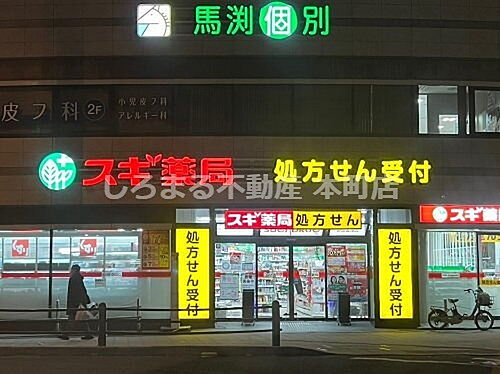 馬渕個別
皮フ科 2F
小児皮フ科
アレルギー科
スギ薬局 処方せん受付
しろまる不動産 本町店
スギ薬局 処方せん
SUGI DRUG
スギ薬局
処方せん受付
処方せん受付